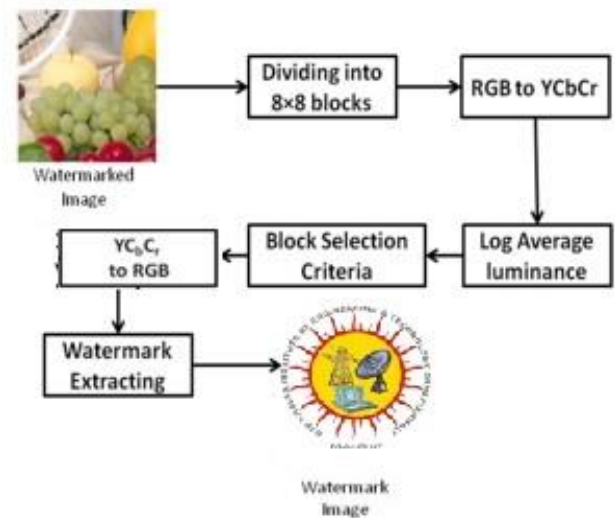 Dividing into
8×8 blocks
RGB to YCbCr
Watermarked
Image
YCbCr
to RGB
Block Selection
Criteria
Log Average
luminance
Watermark
Extracting
Watermark
Image